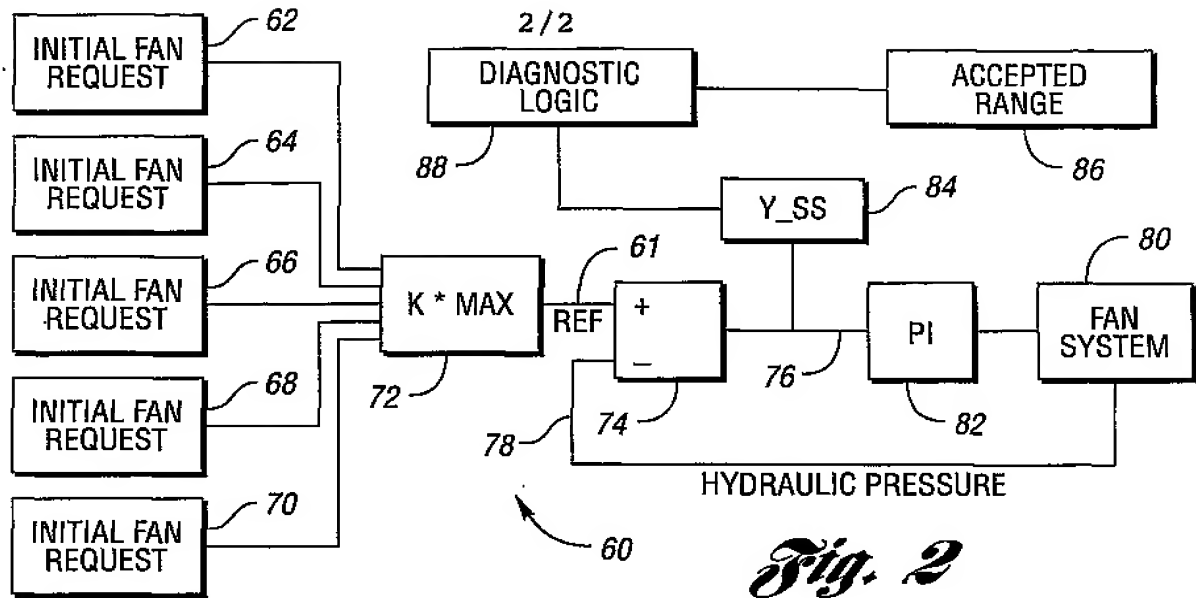 2/2
INITIAL FAN
REQUEST
62
INITIAL FAN
REQUEST
64
INITIAL FAN
REQUEST
66
INITIAL FAN
REQUEST
68
INITIAL FAN
REQUEST
70
DIAGNOSTIC
LOGIC
88
ACCEPTED
RANGE
86
Y_SS
84
K * MAX
72
61
REF
+
−
74
76
78
PI
82
FAN
SYSTEM
80
HYDRAULIC PRESSURE
60
Fig. 2